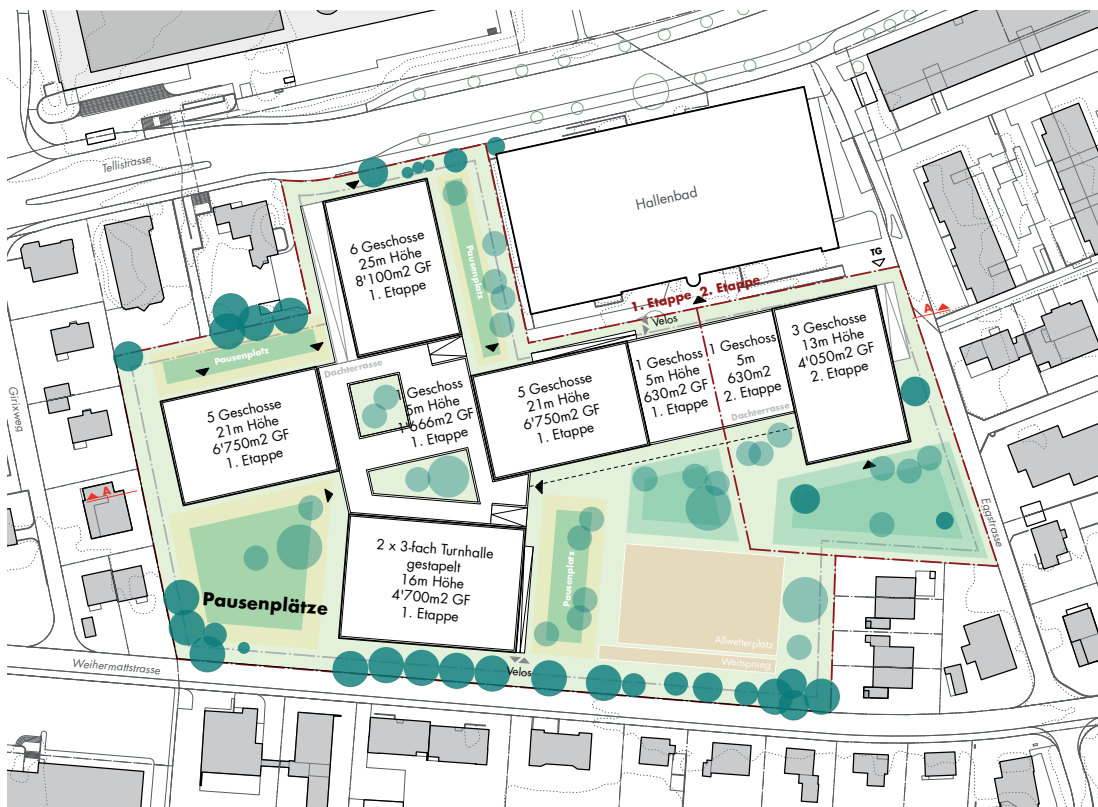 Tellistrasse
Hallenbad
6 Geschosse
25m Höhe
8'100m2 GF
1. Etappe
Pausenplatz
TG
1. Etappe
2. Etappe
Velos
A
3 Geschosse
13m Höhe
4'050m2 GF
2. Etappe
1 Geschoss
5m
630m2
2. Etappe
1 Geschoss
5m Höhe
630m2 GF
1. Etappe
Dachterrasse
Pausenplatz
Dachterrasse
5 Geschosse
21m Höhe
6'750m2 GF
1. Etappe
1 Geschoss
5m Höhe
1'666m2 GF
1. Etappe
5 Geschosse
21m Höhe
6'750m2 GF
1. Etappe
Girixweg
A
Eggstrasse
2 x 3-fach Turnhalle
gestapelt
16m Höhe
4'700m2 GF
1. Etappe
Pausenplatz
Pausenplätze
Allwetterplatz
Weitsprung
Velos
Weihermattstrasse